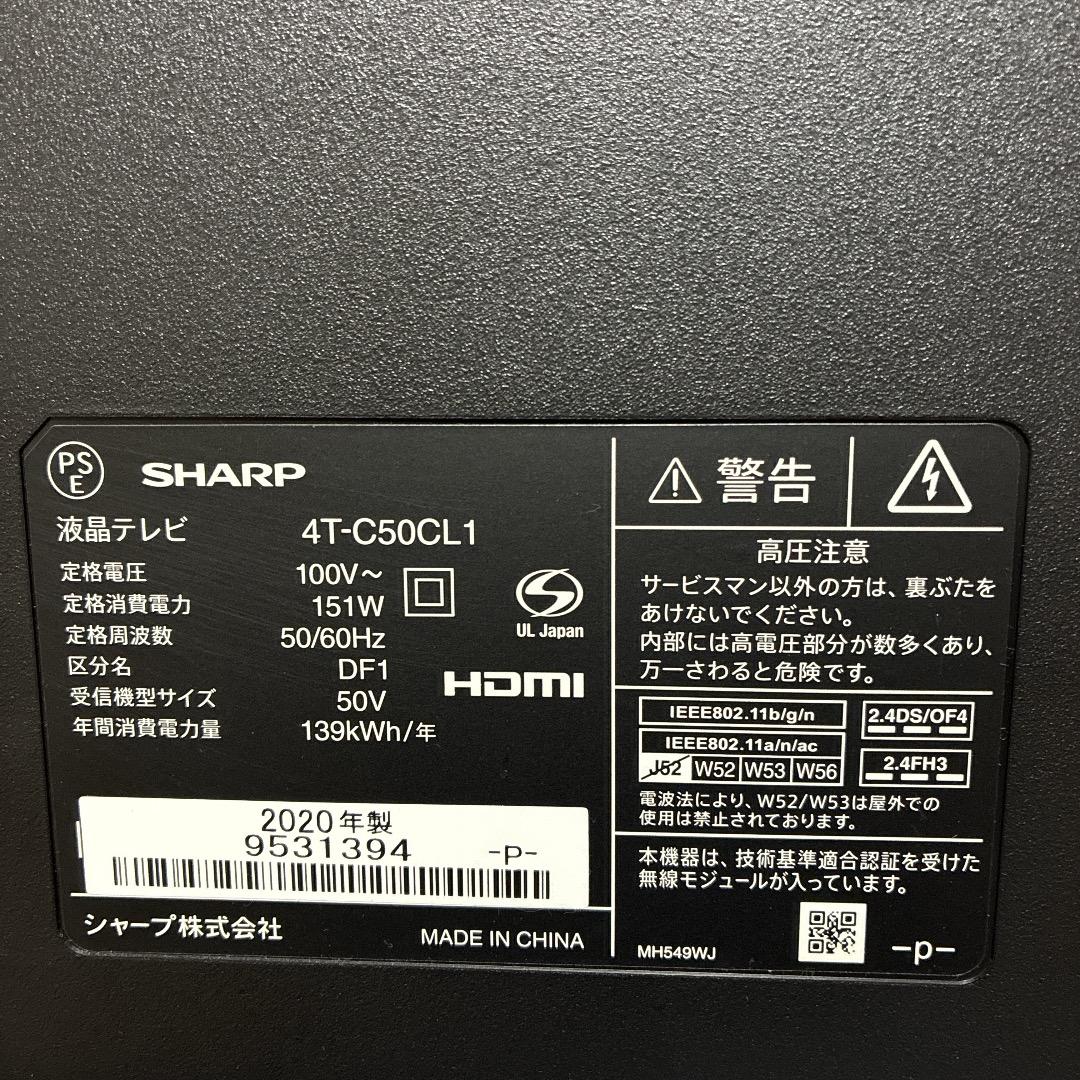 PSE
SHARP
液晶テレビ 4T-C50CL1
定格電圧 100V~
定格消費電力 151W
定格周波数 50/60Hz
区分名 DF1
受信機型サイズ 50V
年間消費電力量 139kWh/年
S
UL Japan
HDMI
2020年製
9531394 -P-
シャープ株式会社
MADE IN CHINA
警告
高圧注意
サービスマン以外の方は、裏ぶたを
あけないでください。
内部には高電圧部分が数多くあり、
万一さわると危険です。
IEEE802.11b/g/n
IEEE802.11a/n/ac
J52 W52 W53 W56
2.4DS/OF4
2.4FH3
電波法により、W52/W53は屋外での
使用は禁止されております。
本機器は、技術基準適合認証を受けた
無線モジュールが入っています。
MH549WJ
-p-